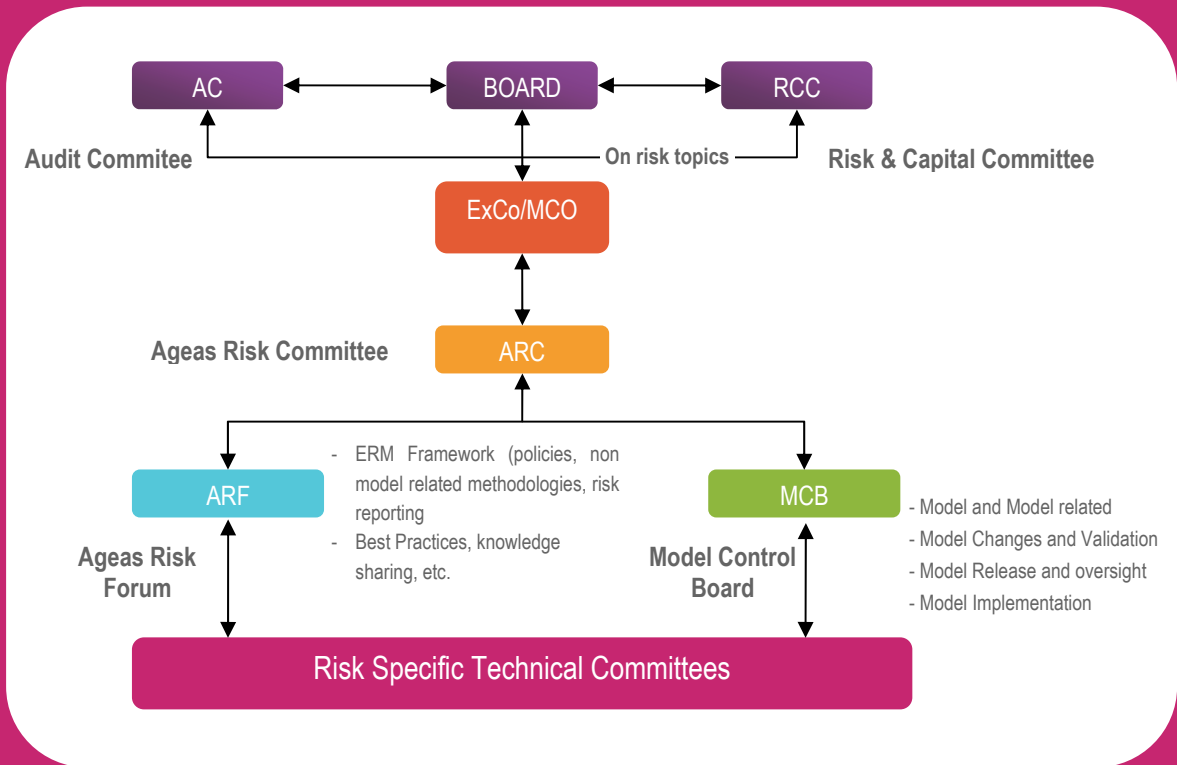 AC
BOARD
RCC
Audit Commitee
On risk topics
Risk & Capital Committee
ExCo/MCO
Ageas Risk Committee
ARC
ARF
- ERM Framework (policies, non
model related methodologies, risk
reporting
- Best Practices, knowledge
sharing, etc.
MCB
- Model and Model related
- Model Changes and Validation
- Model Release and oversight
- Model Implementation
Ageas Risk
Forum
Model Control
Board
Risk Specific Technical Committees